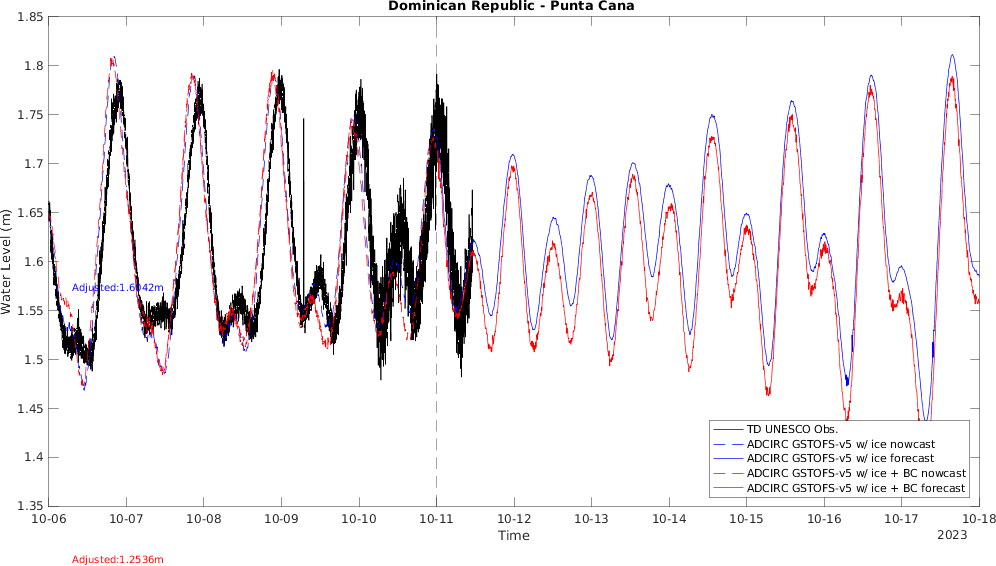 Dominican Republic - Punta Cana
1.85
1.8
1.75
1.7
1.65
1.6
1.55
1.5
1.45
1.4
1.35
Water Level (m)
Adjusted:1.6042m
TD UNESCO Obs.
ADCIRC GSTOFS-v5 w/ ice nowcast
ADCIRC GSTOFS-v5 w/ ice forecast
ADCIRC GSTOFS-v5 w/ ice + BC nowcast
ADCIRC GSTOFS-v5 w/ ice + BC forecast
10-06 10-07 10-08 10-09 10-10 10-11 10-12 10-13 10-14 10-15 10-16 10-17 10-18
Time
2023
Adjusted:1.2536m